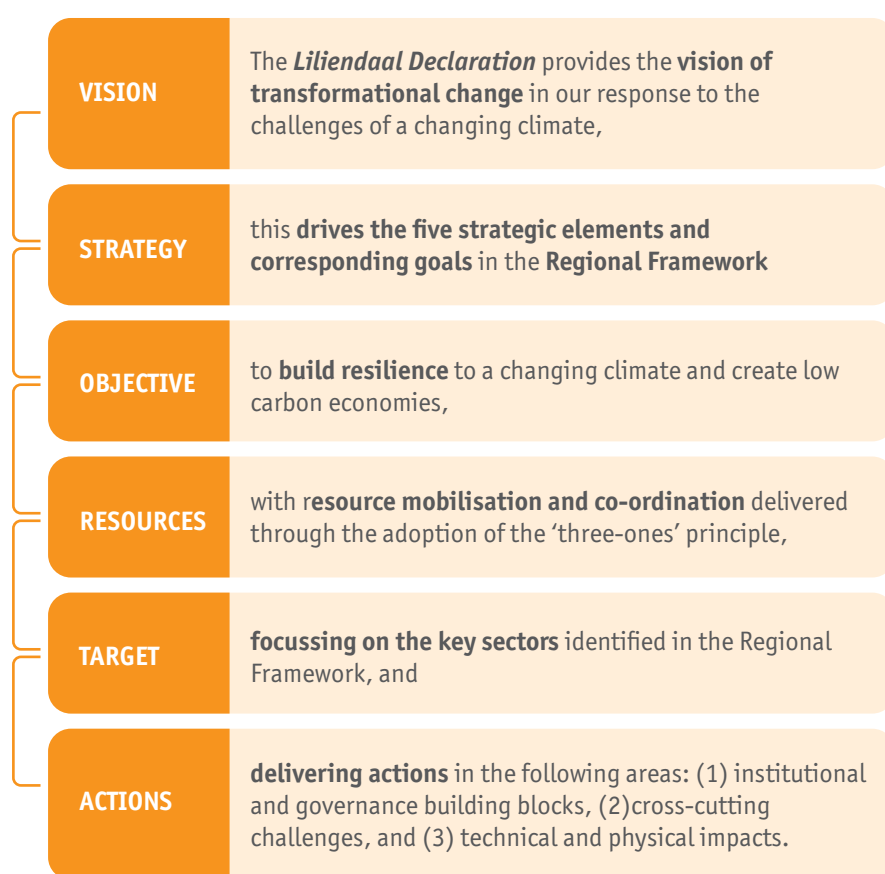 VISION
The Liliendaal Declaration provides the vision of
transformational change in our response to the
challenges of a changing climate,
STRATEGY
this drives the five strategic elements and
corresponding goals in the Regional Framework
OBJECTIVE
to build resilience to a changing climate and create low
carbon economies,
RESOURCES
with resource mobilisation and co-ordination delivered
through the adoption of the ‘three-ones’ principle,
TARGET
focussing on the key sectors identified in the Regional
Framework, and
ACTIONS
delivering actions in the following areas: (1) institutional
and governance building blocks, (2)cross-cutting
challenges, and (3) technical and physical impacts.